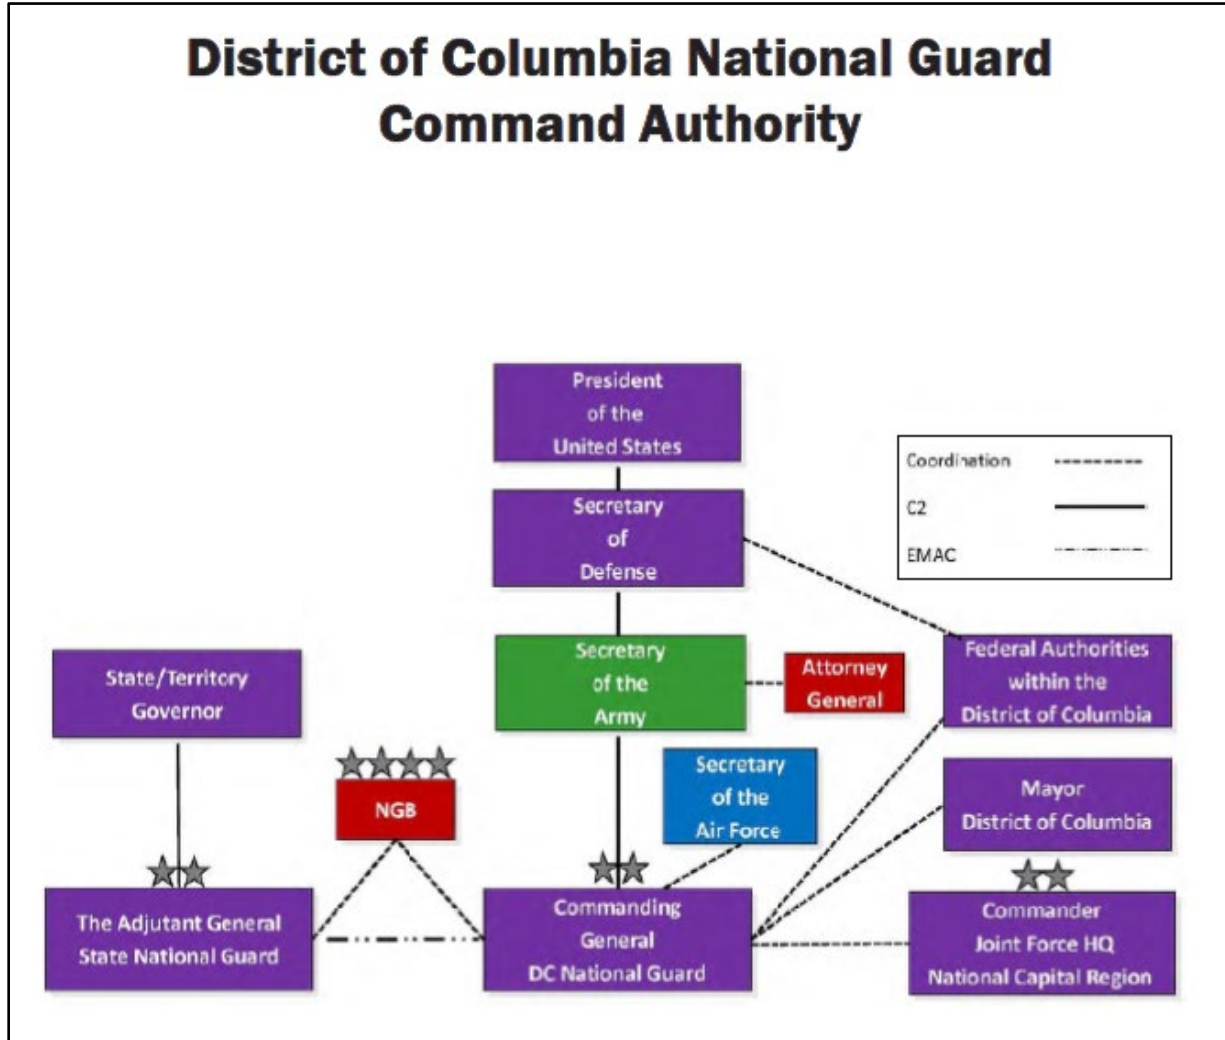 District of Columbia National Guard
Command Authority
President
of the
United States
Coordination
C2
EMAC
Secretary
of
Defense
Secretary
of the
Army
Attorney
General
Federal Authorities
within the
District of Columbia
State/Territory
Governor
NGB
Secretary
of the
Air Force
Mayor
District of Columbia
The Adjutant General
State National Guard
Commanding
General
DC National Guard
Commander
Joint Force HQ
National Capital Region